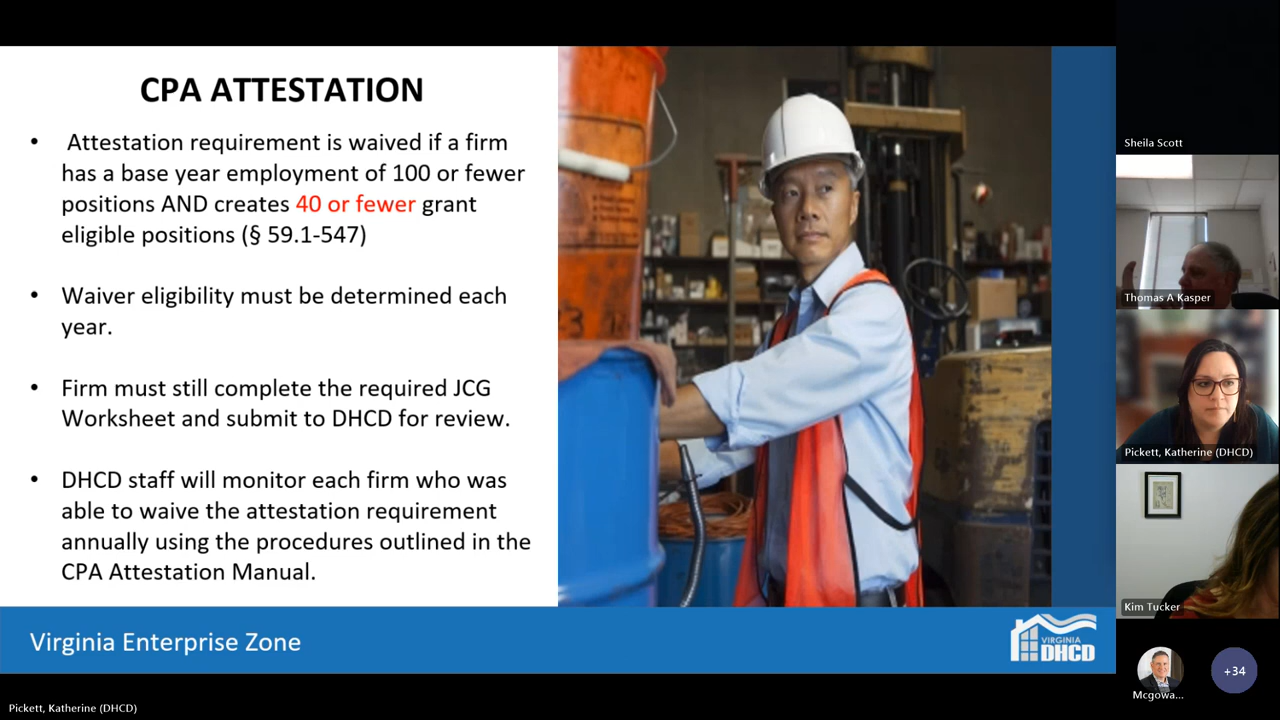 CPA ATTESTATION
• Attestation requirement is waived if a firm
has a base year employment of 100 or fewer
positions AND creates 40 or fewer grant
eligible positions (§ 59.1-547)
• Waiver eligibility must be determined each
year.
• Firm must still complete the required JCG
Worksheet and submit to DHCD for review.
• DHCD staff will monitor each firm who was
able to waive the attestation requirement
annually using the procedures outlined in the
CPA Attestation Manual.
Virginia Enterprise Zone
VIRGINIA
DHCD
Sheila Scott
Thomas A Kasper
Pickett, Katherine (DHCD)
Kim Tucker
Mcgowa...
+34
Pickett, Katherine (DHCD)